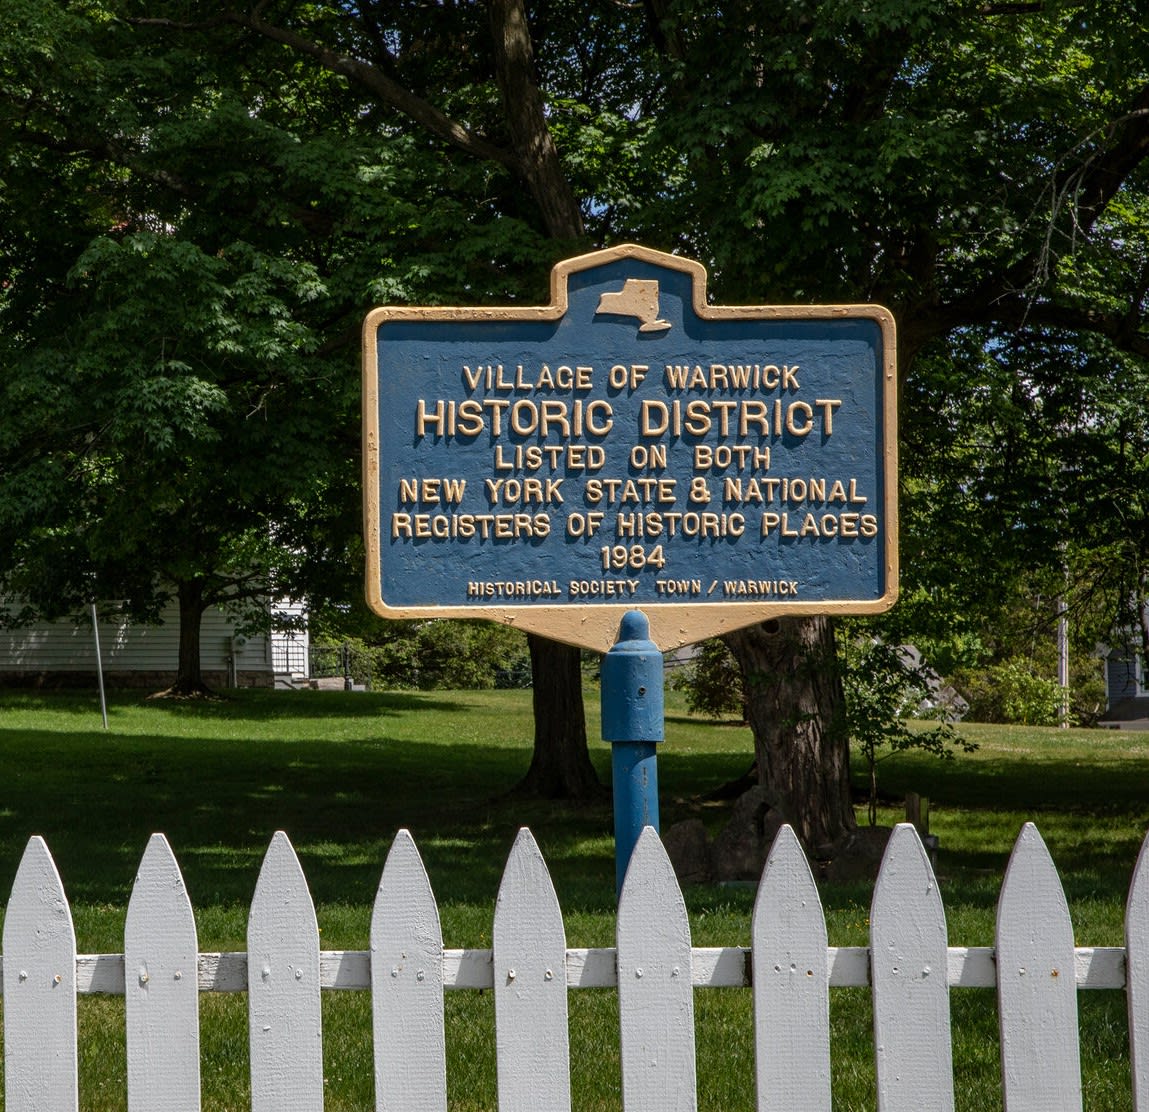 VILLAGE OF WARWICK
HISTORIC DISTRICT
LISTED ON BOTH
NEW YORK STATE & NATIONAL
REGISTERS OF HISTORIC PLACES
1984
HISTORICAL SOCIETY TOWN / WARWICK